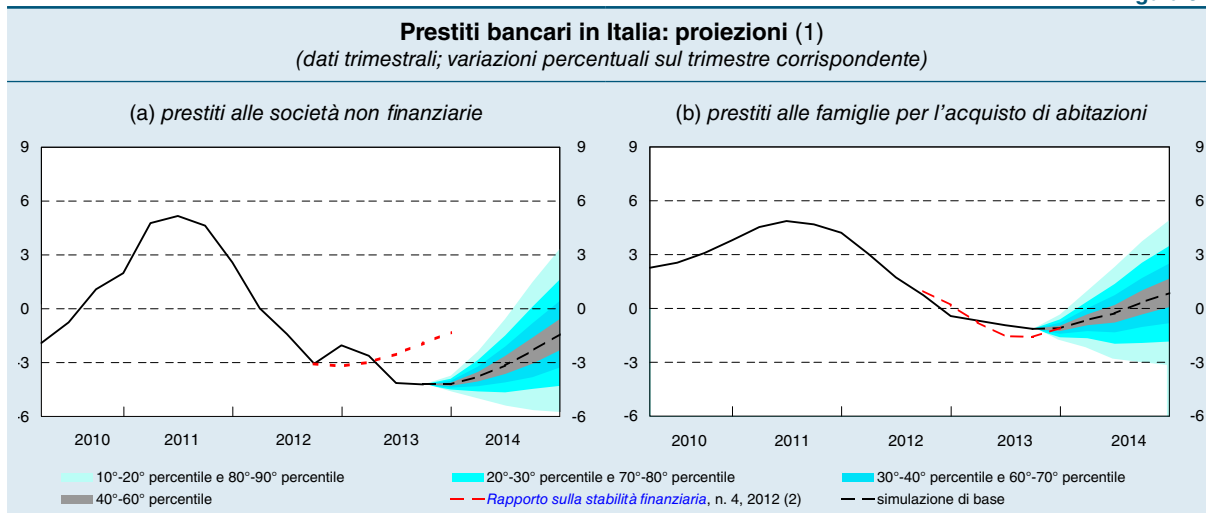 Prestiti bancari in Italia: proiezioni (1)
(dati trimestrali; variazioni percentuali sul trimestre corrispondente)
(a) prestiti alle società non finanziarie
(b) prestiti alle famiglie per l'acquisto di abitazioni
9 9 9 9
6 6 6 6
3 3 3 3
0 0 0 0
-3 -3 -3 -3
-6 -6 -6 -6
2010 2011 2012 2013 2014
2010 2011 2012 2013 2014
10°-20° percentile e 80°-90° percentile
20°-30° percentile e 70°-80° percentile
30°-40° percentile e 60°-70° percentile
40°-60° percentile
Rapporto sulla stabilità finanziaria, n. 4, 2012 (2)
simulazione di base